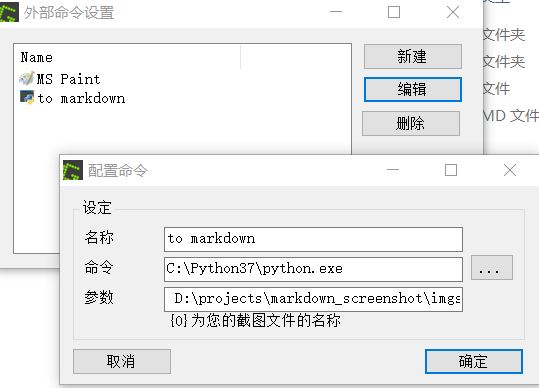 外部命令设置
Name
MS Paint
to markdown
新建
编辑
删除
文件夹
文件夹
文件
MD 文件
配置命令
设定
名称
to markdown
命令
C:\Python37\python.exe
...
参数
D:\projects\markdown_screenshot\imgs
{0}为您的截图文件的名称
取消
确定